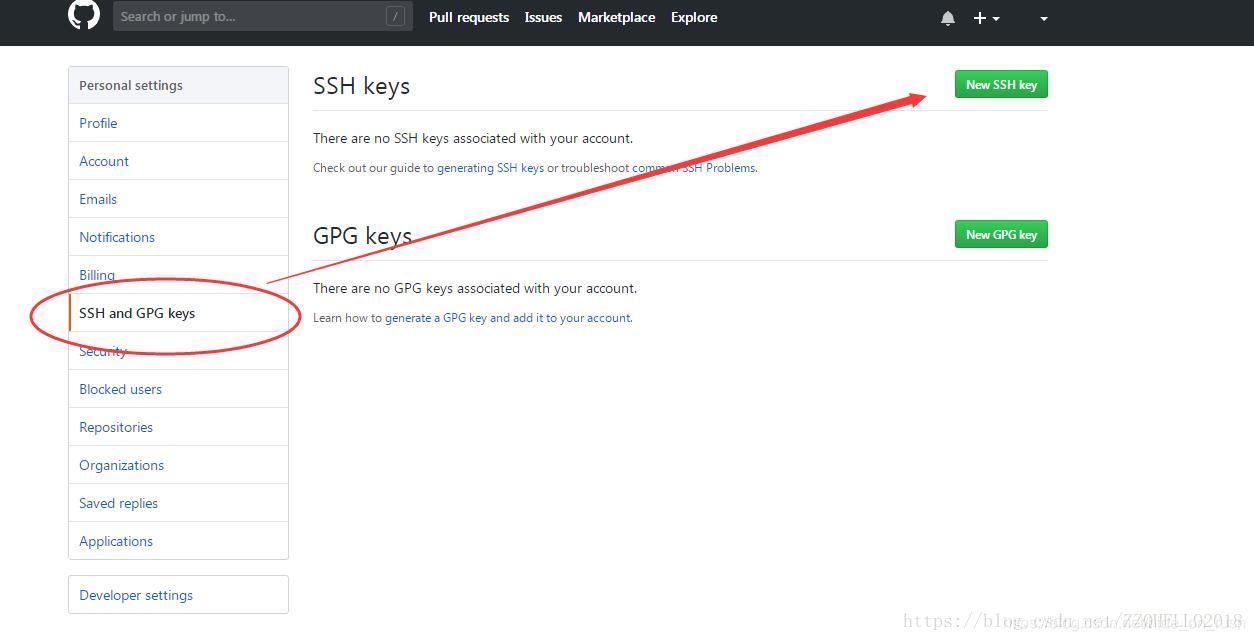 Search or jump to...
/
Pull requests Issues Marketplace Explore
Personal settings
Profile
Account
Emails
Notifications
Billing
SSH and GPG keys
Security
Blocked users
Repositories
Organizations
Saved replies
Applications
Developer settings
SSH keys
New SSH key
There are no SSH keys associated with your account.
Check out our guide to generating SSH keys or troubleshoot common SSH Problems.
GPG keys
New GPG key
There are no GPG keys associated with your account.
Learn how to generate a GPG key and add it to your account.
https://blog.csdn.net/ZZQHELLO2018